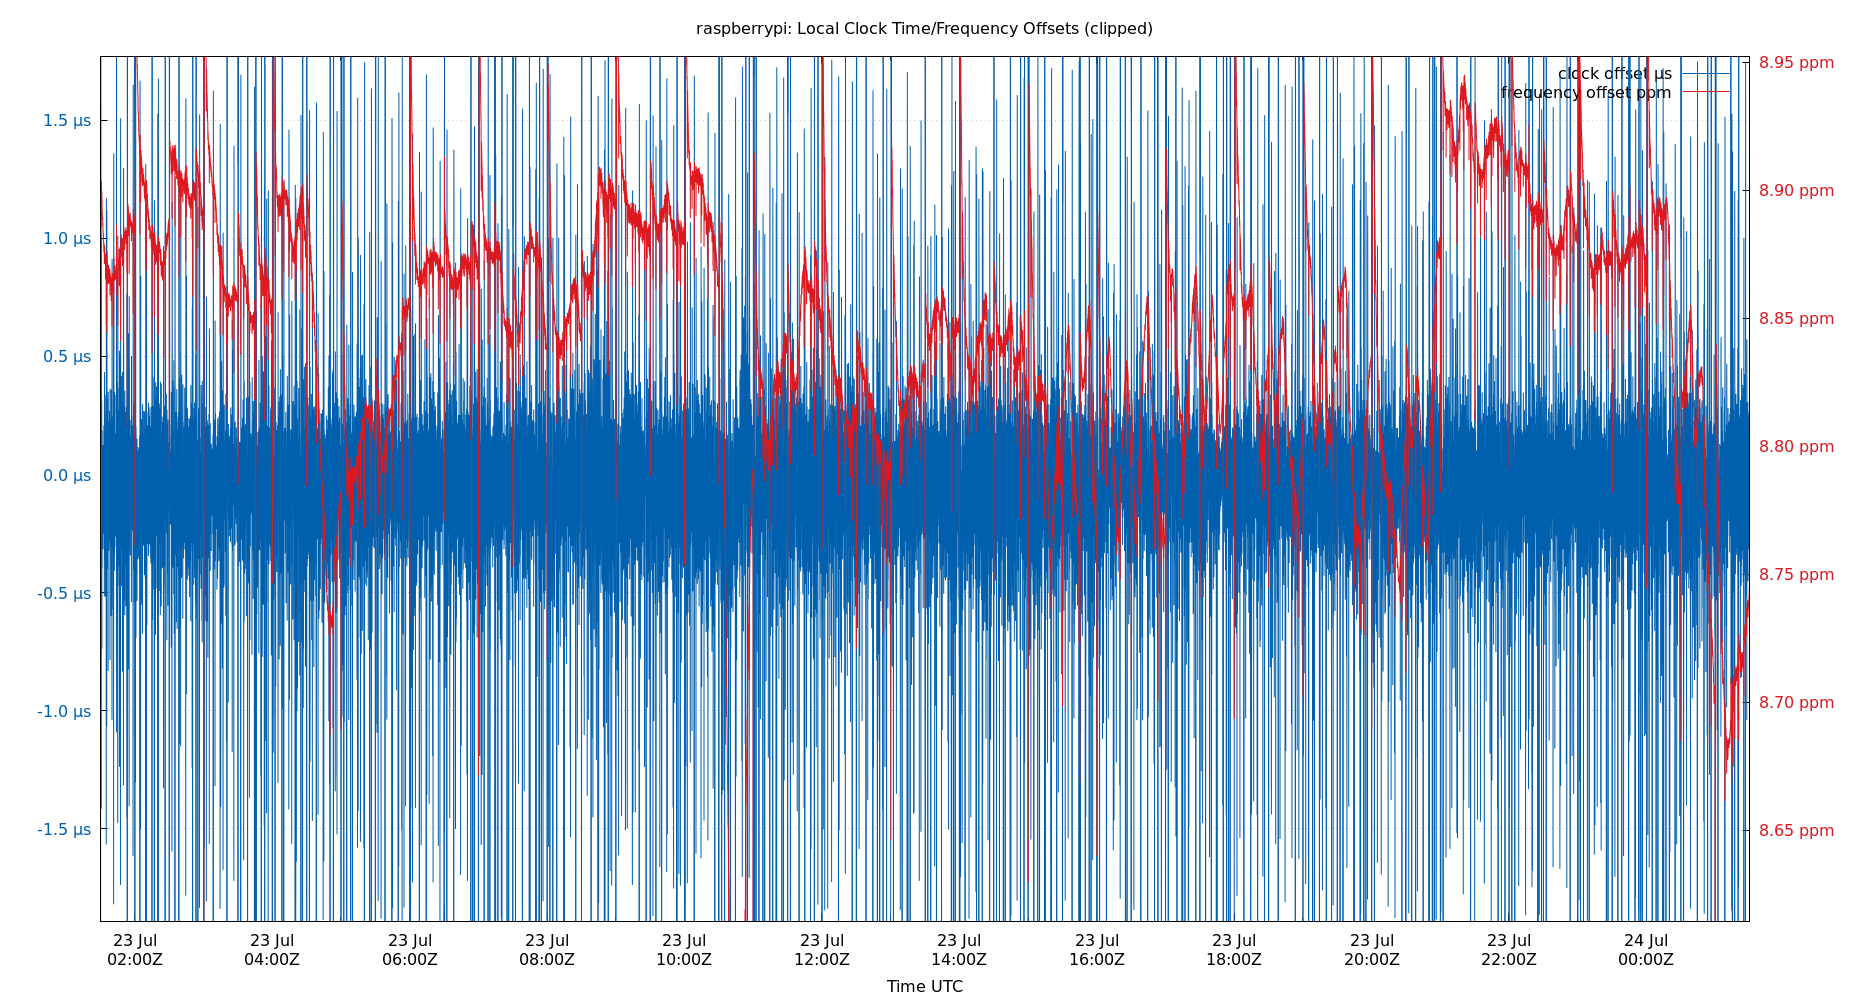 raspberrypi: Local Clock Time/Frequency Offsets (clipped)
clock offset µs
frequency offset ppm
1.5 µs
1.0 µs
0.5 µs
0.0 µs
-0.5 µs
-1.0 µs
-1.5 µs
8.95 ppm
8.90 ppm
8.85 ppm
8.80 ppm
8.75 ppm
8.70 ppm
8.65 ppm
23 Jul 23 Jul 23 Jul 23 Jul 23 Jul 23 Jul 23 Jul 23 Jul 23 Jul 23 Jul 23 Jul 24 Jul
02:00Z 04:00Z 06:00Z 08:00Z 10:00Z 12:00Z 14:00Z 16:00Z 18:00Z 20:00Z 22:00Z 00:00Z
Time UTC